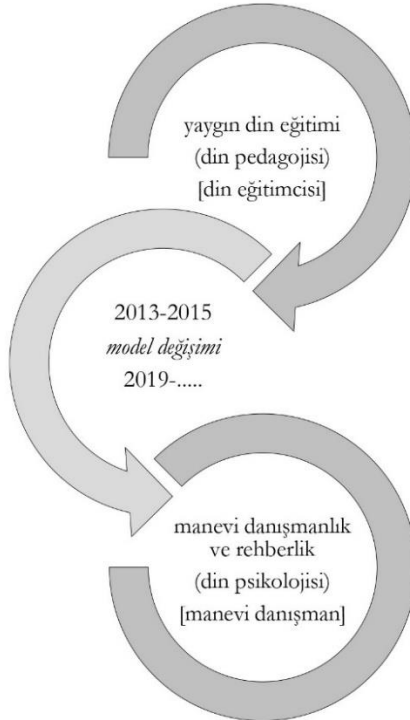 yaygın din eğitimi
(din pedagojisi)
[din eğitimcisi]
2013-2015
model değişimi
2019-.....
manevi danışmanlık
ve rehberlik
(din psikolojisi)
[manevi danışman]